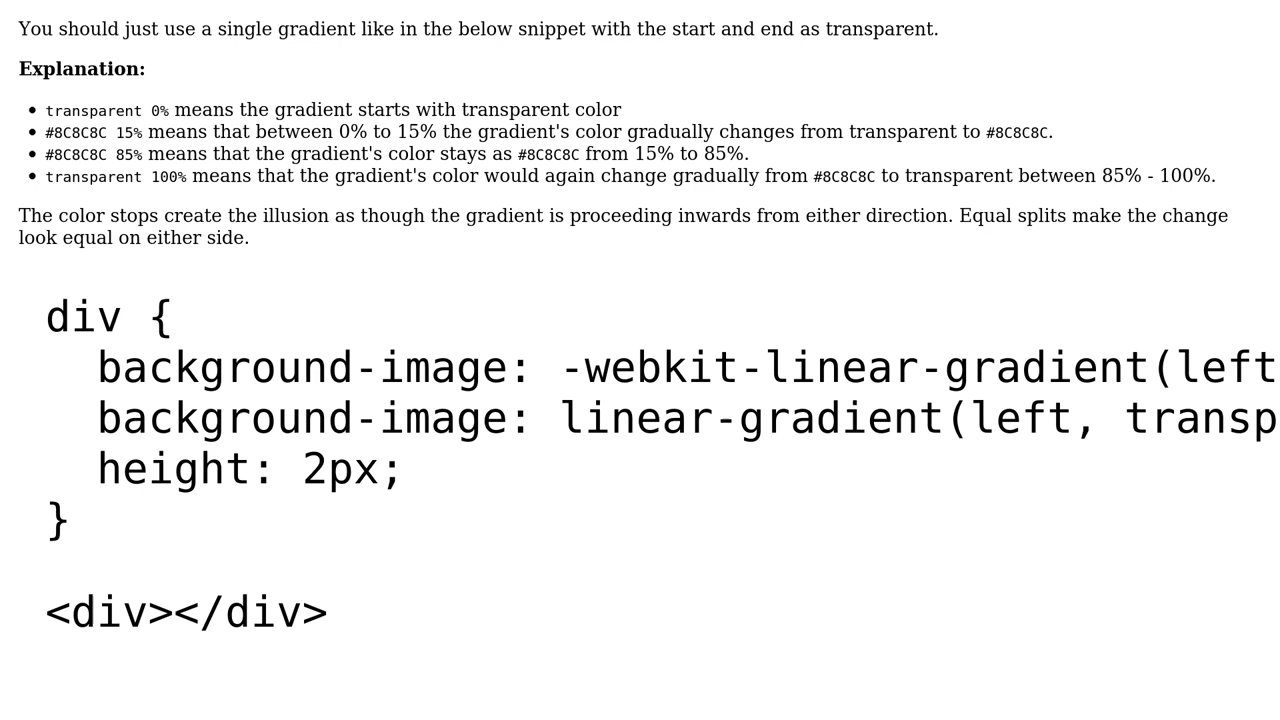 You should just use a single gradient like in the below snippet with the start and end as transparent.
Explanation:
• transparent 0% means the gradient starts with transparent color
• #8C8C8C 15% means that between 0% to 15% the gradient's color gradually changes from transparent to #8C8C8C.
• #8C8C8C 85% means that the gradient's color stays as #8C8C8C from 15% to 85%.
• transparent 100% means that the gradient's color would again change gradually from #8C8C8C to transparent between 85% - 100%.
The color stops create the illusion as though the gradient is proceeding inwards from either direction. Equal splits make the change
look equal on either side.
div {
  background-image: -webkit-linear-gradient(left
  background-image: linear-gradient(left, transp
  height: 2px;
}
<div></div>